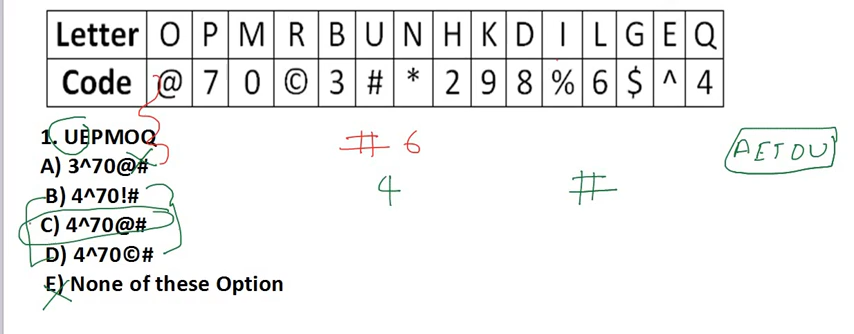 Letter O P M R B U N H K D I L G E Q
Code @ 7 0 © 3 # * 2 9 8 % 6 $ ^ 4
1. UEPMOQ
# 6
AEIOU
A) 3^70@#
B) 4^70!#
4 #
C) 4^70@#
D) 4^70©#
E) None of these Option